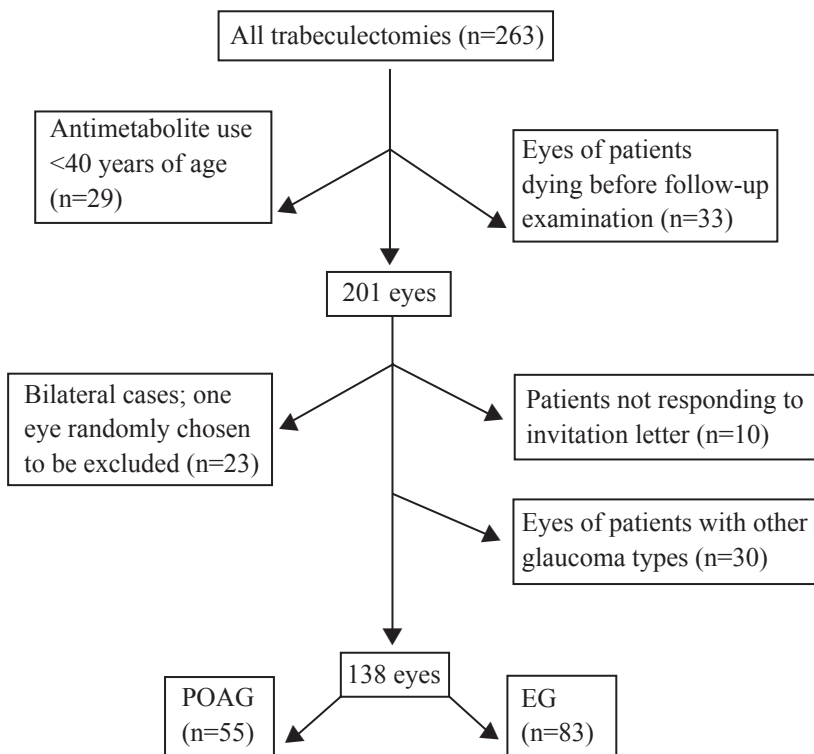 All trabeculectomies (n=263)
Antimetabolite use
<40 years of age
(n=29)
Eyes of patients
dying before follow-up
examination (n=33)
201 eyes
Bilateral cases; one
eye randomly chosen
to be excluded (n=23)
Patients not responding to
invitation letter (n=10)
Eyes of patients with other
glaucoma types (n=30)
138 eyes
POAG
(n=55)
EG
(n=83)